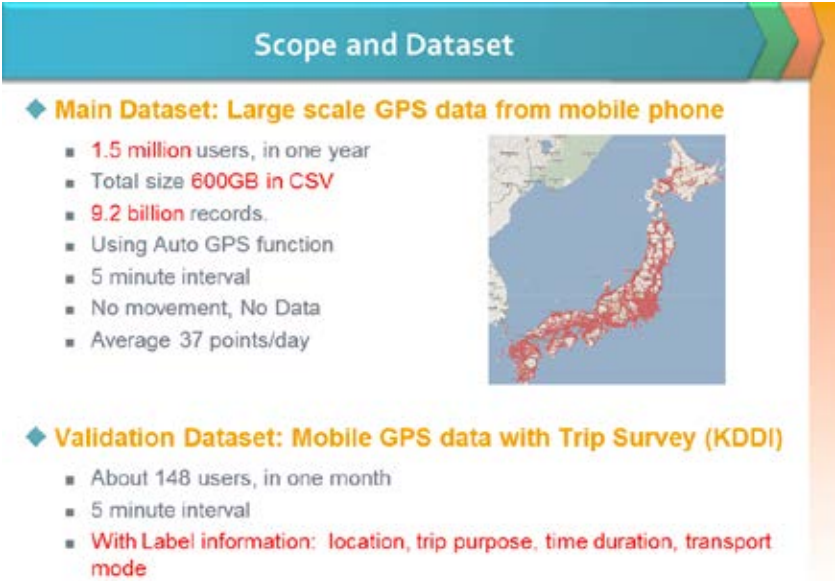 Scope and Dataset
Main Dataset: Large scale GPS data from mobile phone
1.5 million users, in one year
Total size 600GB in CSV
9.2 billion records.
Using Auto GPS function
5 minute interval
No movement, No Data
Average 37 points/day
Validation Dataset: Mobile GPS data with Trip Survey (KDDI)
About 148 users, in one month
5 minute interval
With Label information: location, trip purpose, time duration, transport
mode